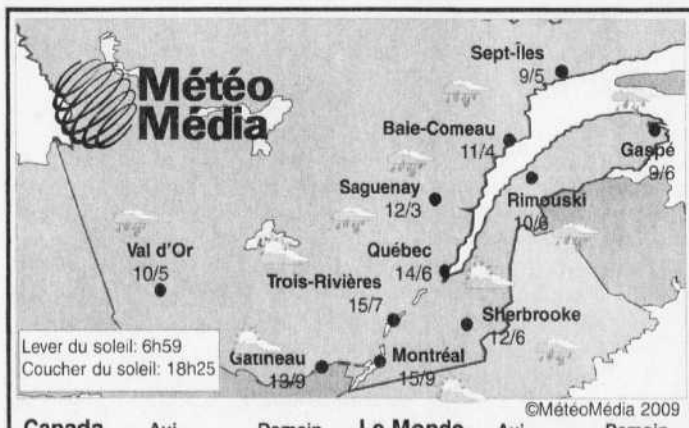 Météo
Média
Sept-Îles
9/5
Baie-Comeau
11/4
Gaspé
9/6
Saguenay
12/3
Rimouski
10/6
Val d'Or
10/5
Québec
14/6
Trois-Rivières
15/7
Sherbrooke
12/6
Lever du soleil: 6h59
Coucher du soleil: 18h25
Gatineau
13/9
Montréal
15/9
©MétéoMédia 2009
Canada Demain Le Monde Demain